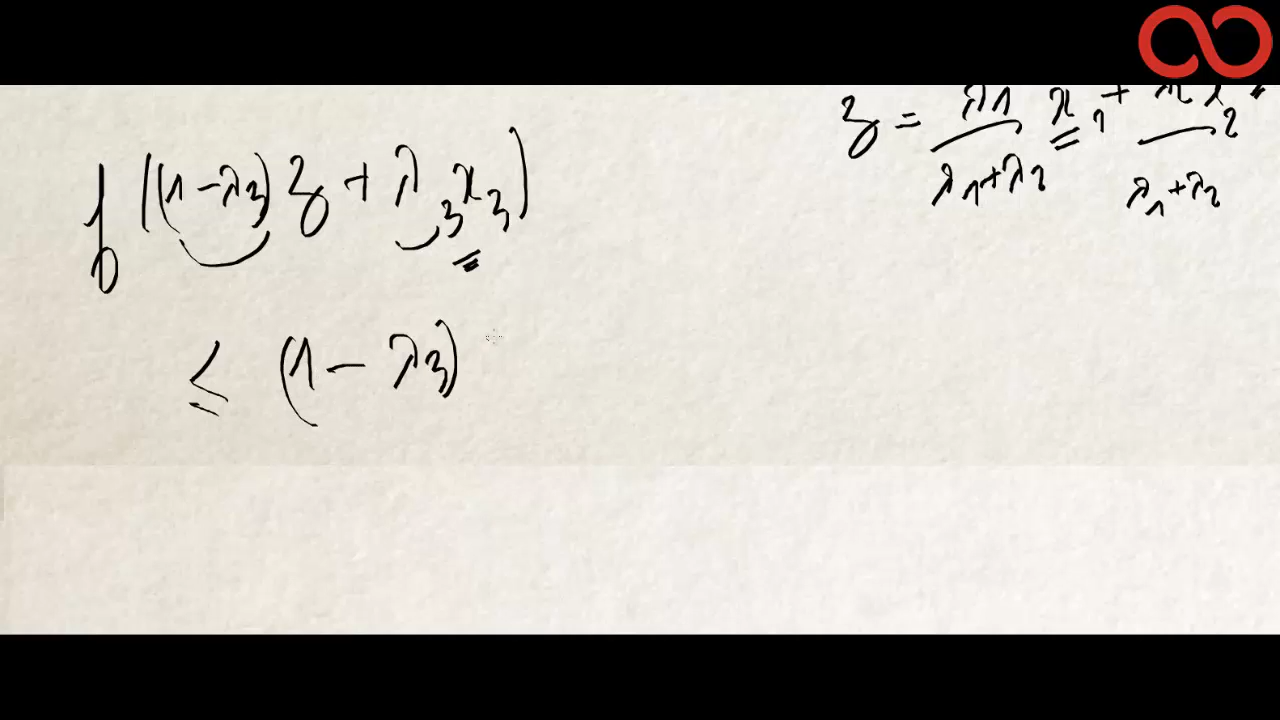 z = λ1/(λ1+λ2) x1 + λ2/(λ1+λ2) x2
f((1-λ3)z + λ3x3)
≤ (1 - λ3)